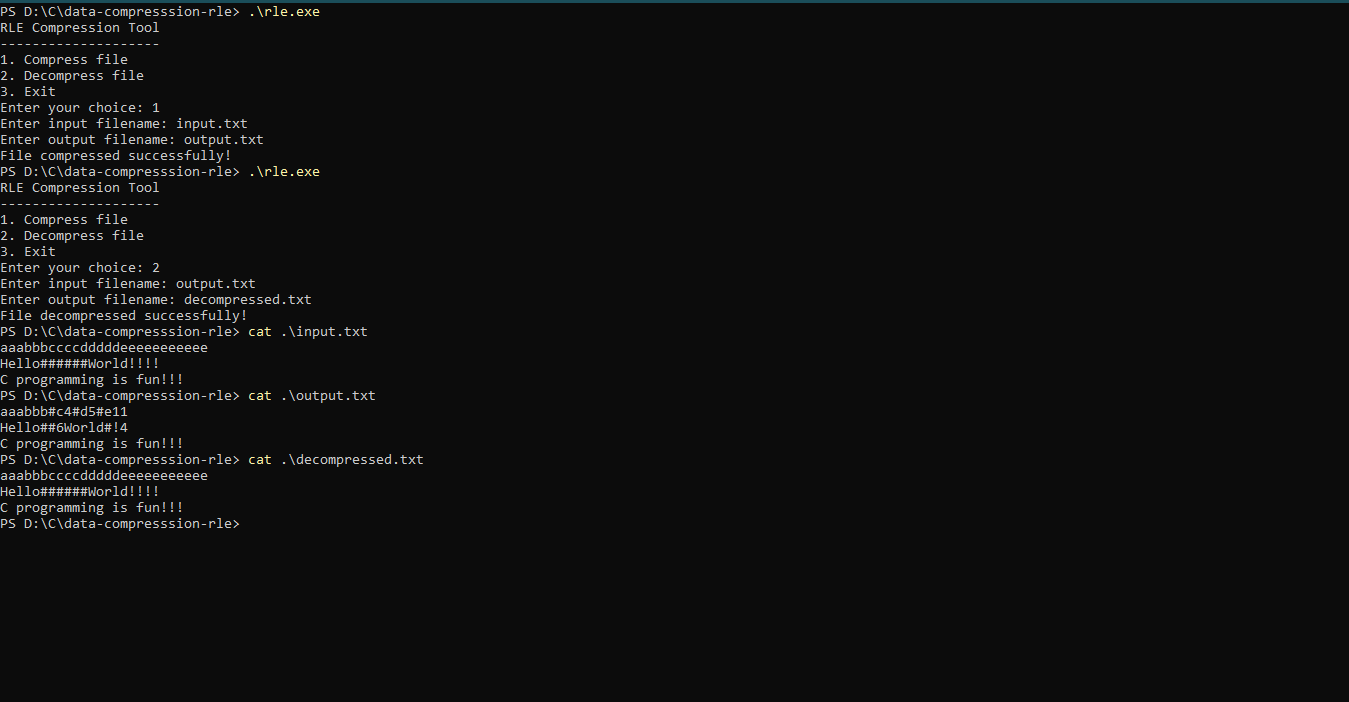 PS D:\C\data-compresssion-rle> .\rle.exe
RLE Compression Tool
--------------------
1. Compress file
2. Decompress file
3. Exit
Enter your choice: 1
Enter input filename: input.txt
Enter output filename: output.txt
File compressed successfully!
PS D:\C\data-compresssion-rle> .\rle.exe
RLE Compression Tool
--------------------
1. Compress file
2. Decompress file
3. Exit
Enter your choice: 2
Enter input filename: output.txt
Enter output filename: decompressed.txt
File decompressed successfully!
PS D:\C\data-compresssion-rle> cat .\input.txt
aaabbbccccdddddeeeeeeeeeee
Hello######World!!!!
C programming is fun!!!
PS D:\C\data-compresssion-rle> cat .\output.txt
aaabbb#c4#d5#e11
Hello##6World#!4
C programming is fun!!!
PS D:\C\data-compresssion-rle> cat .\decompressed.txt
aaabbbccccdddddeeeeeeeeeee
Hello######World!!!!
C programming is fun!!!
PS D:\C\data-compresssion-rle>